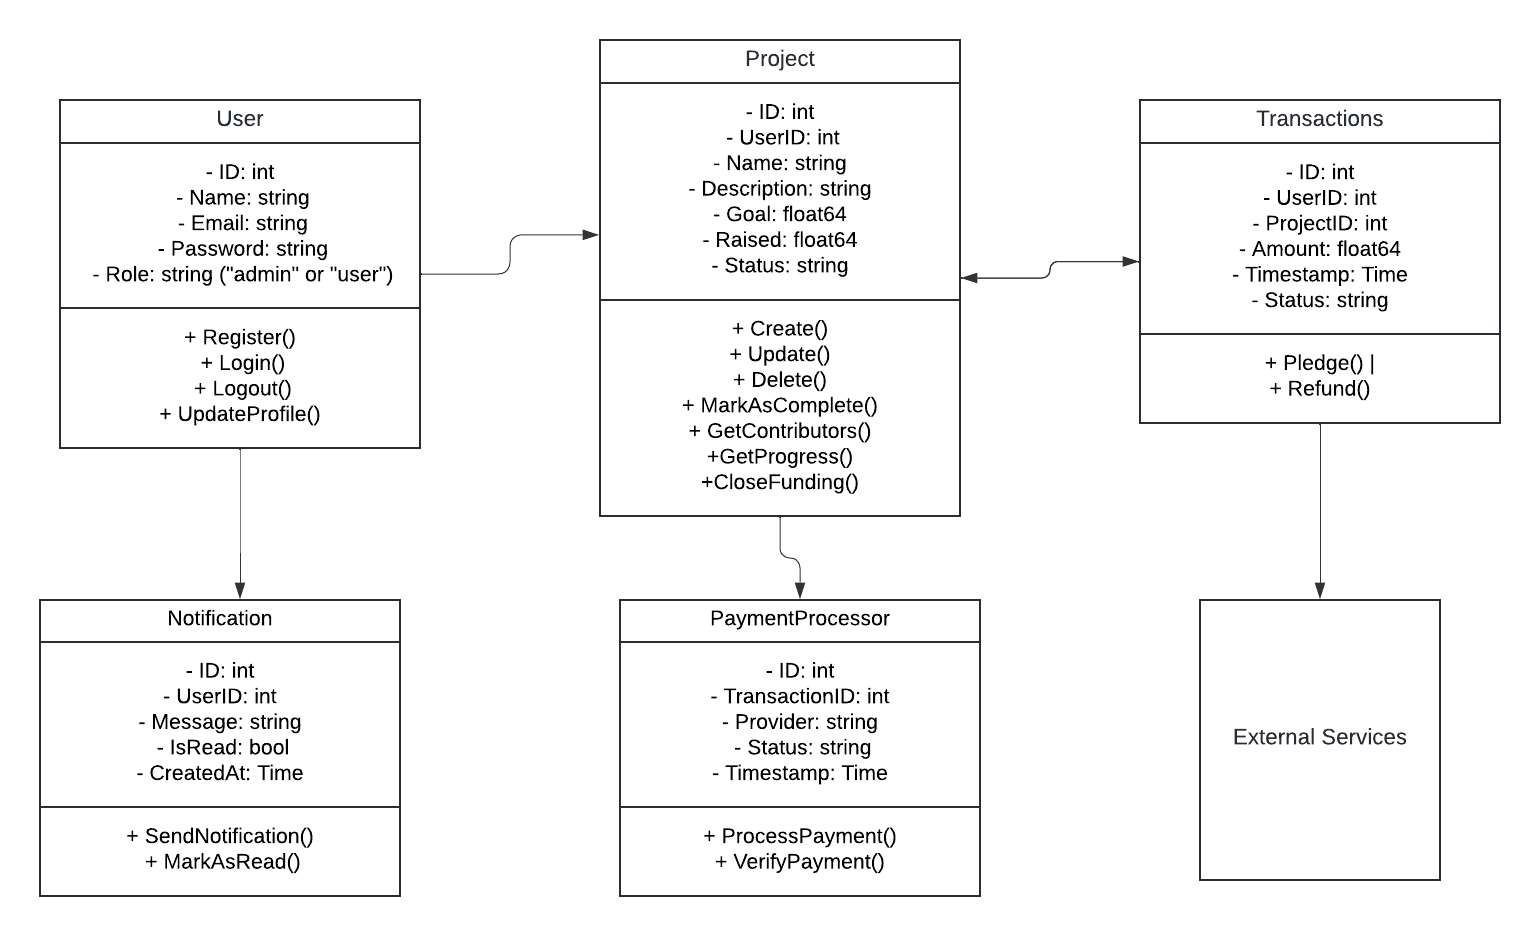 User
- ID: int
- Name: string
- Email: string
- Password: string
- Role: string ("admin" or "user")
+ Register()
+ Login()
+ Logout()
+ UpdateProfile()
Project
- ID: int
- UserID: int
- Name: string
- Description: string
- Goal: float64
- Raised: float64
- Status: string
+ Create()
+ Update()
+ Delete()
+ MarkAsComplete()
+ GetContributors()
+GetProgress()
+CloseFunding()
Transactions
- ID: int
- UserID: int
- ProjectID: int
- Amount: float64
- Timestamp: Time
- Status: string
+ Pledge() |
+ Refund()
Notification
- ID: int
- UserID: int
- Message: string
- IsRead: bool
- CreatedAt: Time
+ SendNotification()
+ MarkAsRead()
PaymentProcessor
- ID: int
- TransactionID: int
- Provider: string
- Status: string
- Timestamp: Time
+ ProcessPayment()
+ VerifyPayment()
External Services